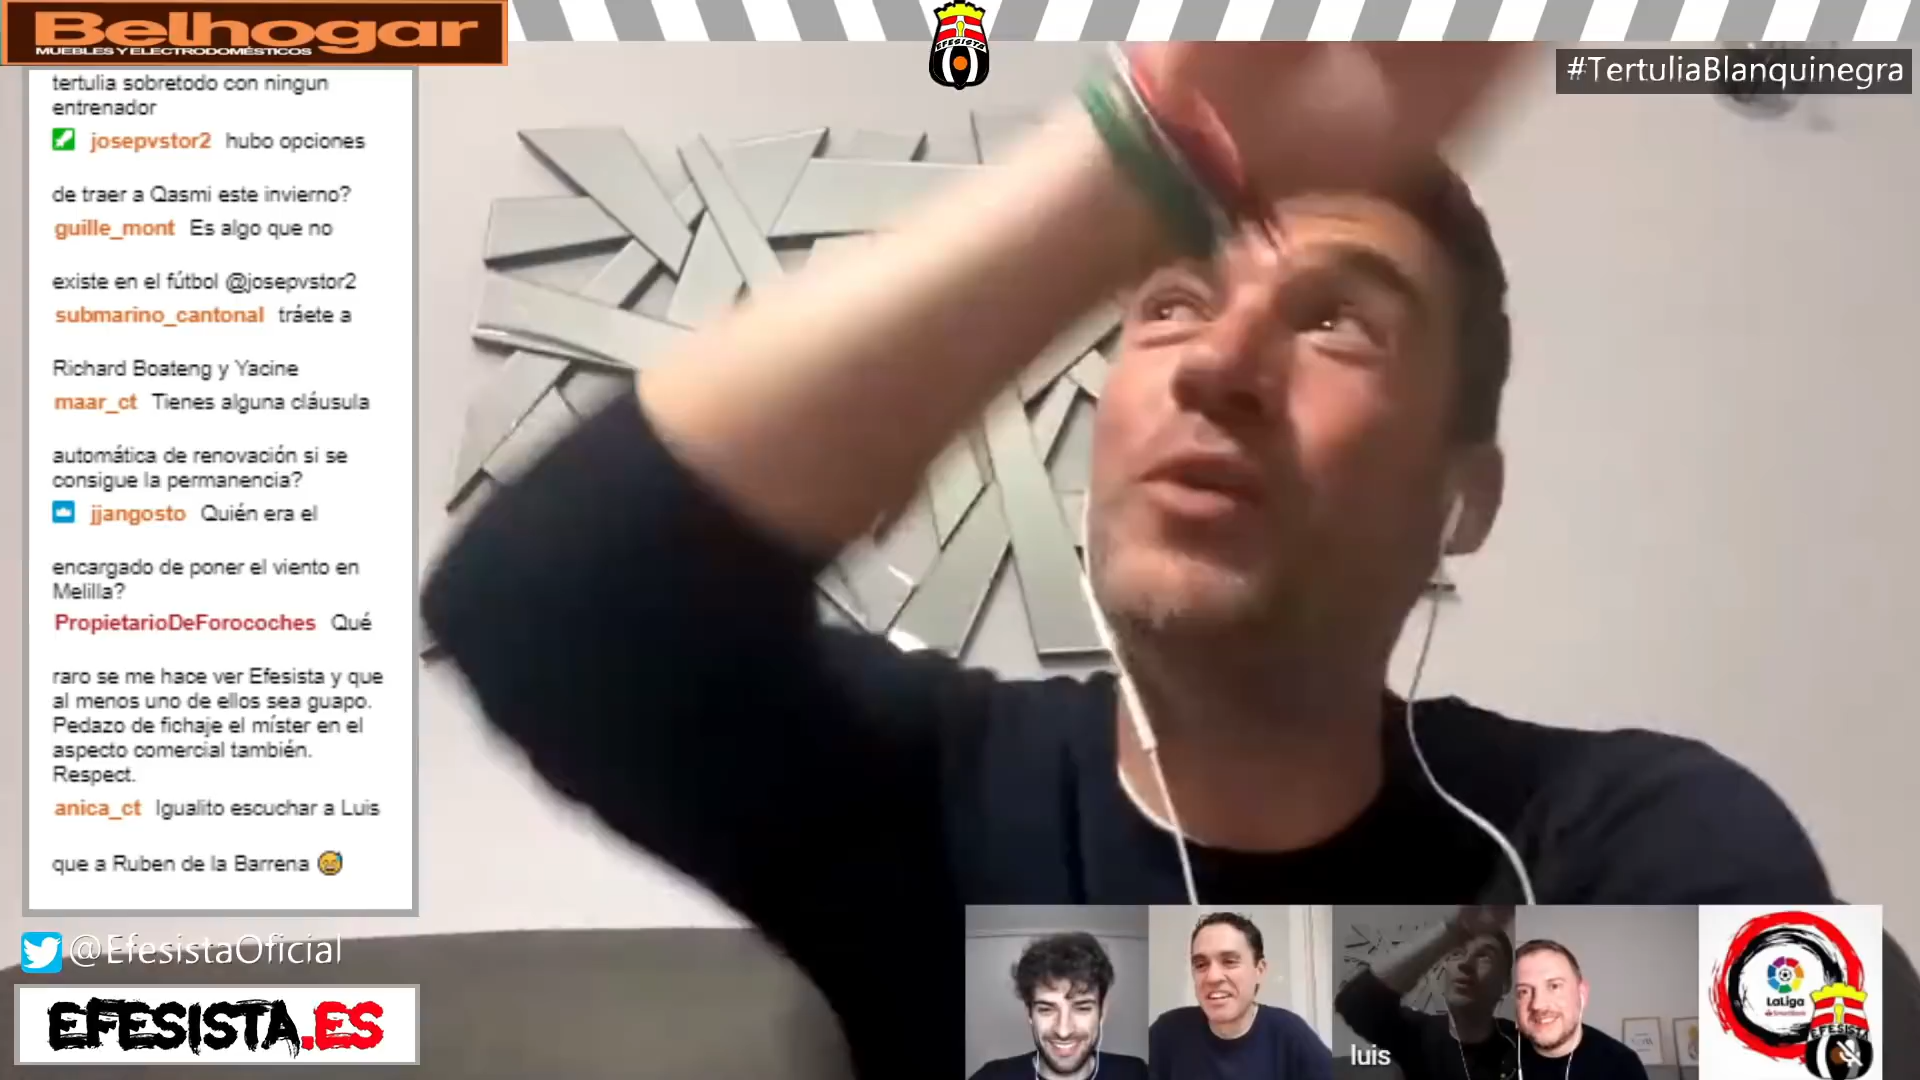 Belhogar
MUEBLES Y ELECTRODOMÉSTICOS
EFESISTA
#TertuliaBlanquinegra
tertulia sobretodo con ningun
entrenador
josepvstor2 hubo opciones
de traer a Qasmi este invierno?
guille_mont Es algo que no
existe en el fútbol @josepvstor2
submarino_cantonal tráete a
Richard Boateng y Yacine
maar_ct Tienes alguna cláusula
automática de renovación si se
consigue la permanencia?
jjangosto Quién era el
encargado de poner el viento en
Melilla?
PropietarioDeForocoches Qué
raro se me hace ver Efesista y que
al menos uno de ellos sea guapo.
Pedazo de fichaje el míster en el
aspecto comercial también.
Respect.
anica_ct Igualito escuchar a Luis
que a Ruben de la Barrena 😅
@EfesistaOficial
EFESISTA.ES
luis
LaLiga
EFESISTA